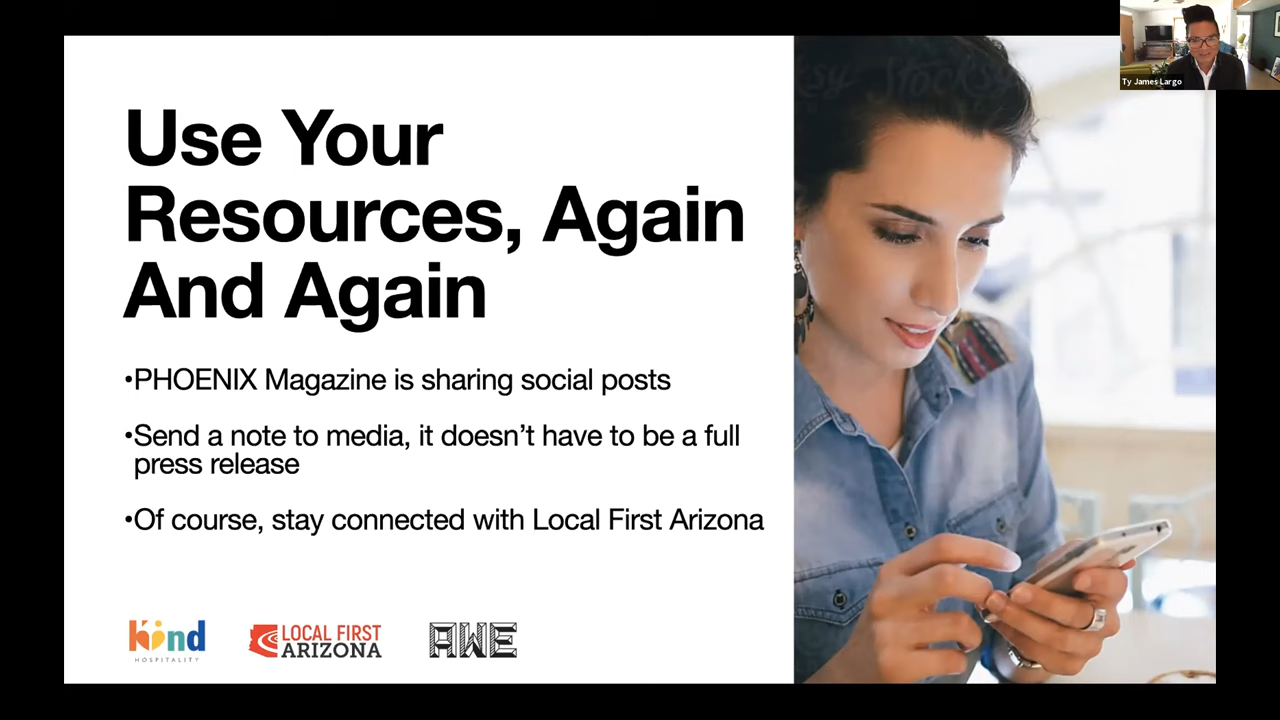 Use Your
Resources, Again
And Again
•PHOENIX Magazine is sharing social posts
•Send a note to media, it doesn’t have to be a full
press release
•Of course, stay connected with Local First Arizona
kind
HOSPITALITY
LOCAL FIRST
ARIZONA
AWE
Stocksy
Ty James Largo